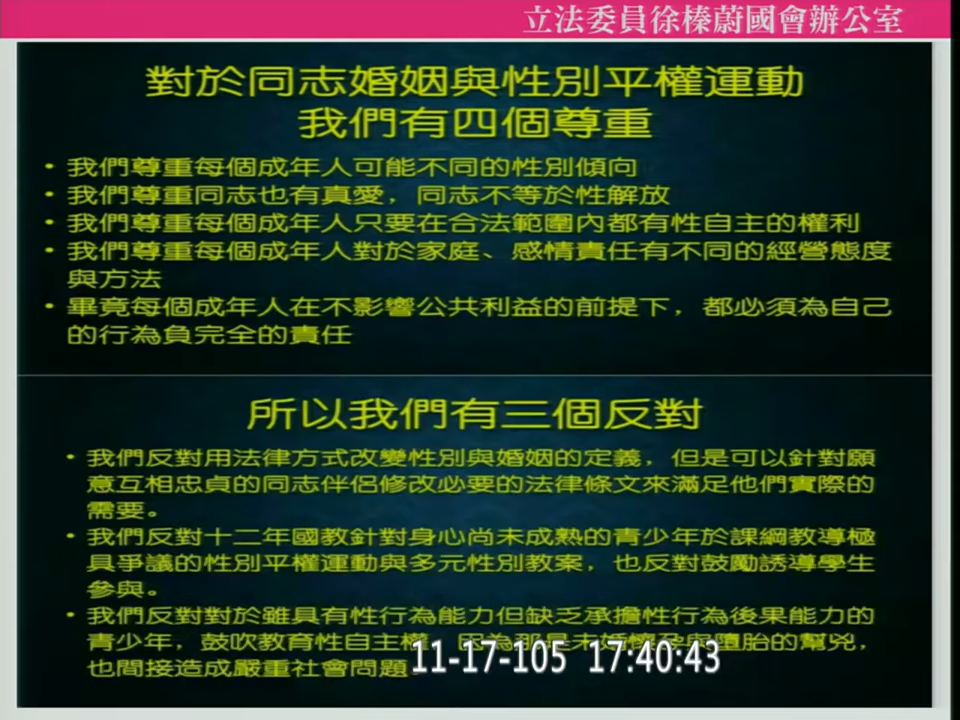 立法委員徐榛蔚國會辦公室
對於同志婚姻與性別平權運動
我們有四個尊重
• 我們尊重每個成年人可能不同的性別傾向
• 我們尊重同志也有真愛，同志不等於性解放
• 我們尊重每個成年人只要在合法範圍內都有性自主的權利
• 我們尊重每個成年人對於家庭、感情責任有不同的經營態度
與方法
• 畢竟每個成年人在不影響公共利益的前提下，都必須為自己
的行為負完全的責任
所以我們有三個反對
• 我們反對用法律方式改變性別與婚姻的定義，但是可以針對願
意互相忠貞的同志伴侶修改必要的法律條文來滿足他們實際的
需要。
• 我們反對十二年國教針對身心尚未成熟的青少年於課綱教導極
具爭議的性別平權運動與多元性別教案，也反對鼓勵誘導學生
參與。
• 我們反對對於雖具有性行為能力但缺乏承擔性行為後果能力的
青少年，鼓吹教育性自主權，因為那是未婚懷孕與墮胎的幫兇，
也間接造成嚴重社會問題
11-17-105 17:40:43